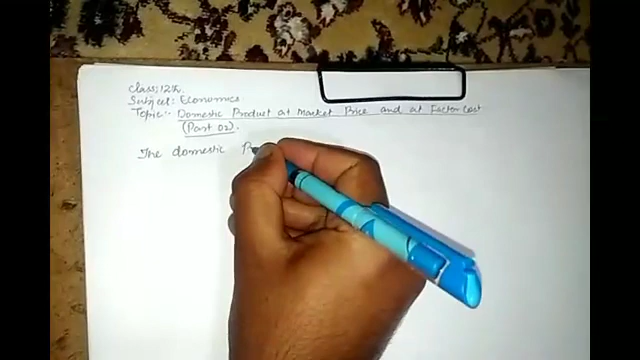 Class; 12th.
Subject: Economics
Topic:- Domestic Product at Market Price and at Factor Cost
(Part 02).
The domestic